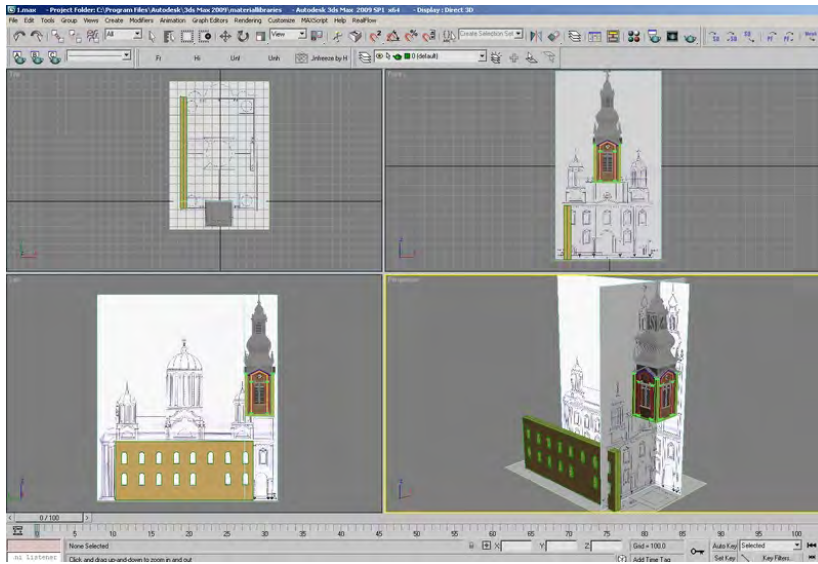 1.max - Project Folder: C:\Program Files\Autodesk\3ds Max 2009\materiallibraries - Autodesk 3ds Max 2009 SP1 x64 - Display : Direct 3D
File Edit Tools Group Views Create Modifiers Animation Graph Editors Rendering Customize MAXScript Help RealFlow
All View Create Selection Set
A B C Fr Hi Unf Unh Unfreeze by H 0 (default)
Top Front
Left Perspective
0 / 100
0 5 10 15 20 25 30 35 40 45 50 55 60 65 70 75 80 85 90 95 100
None Selected X Y Z Grid = 100.0 Auto Key Selected
Click and drag up-and-down to zoom in and out Add Time Tag Set Key Key Filters...